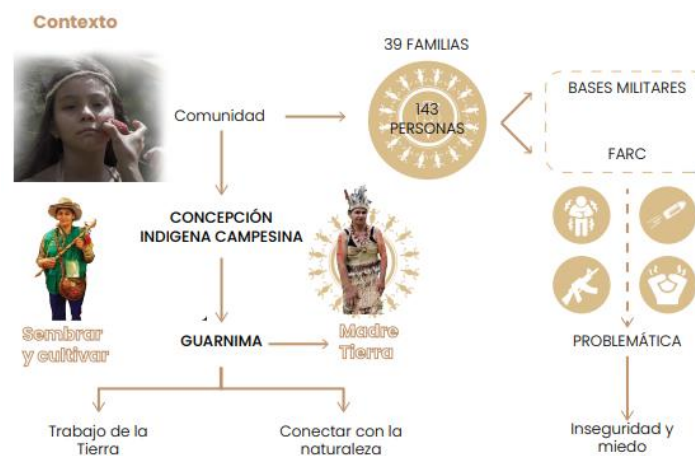 Contexto
39 FAMILIAS
Comunidad
143
PERSONAS
BASES MILITARES
FARC
CONCEPCIÓN
INDIGENA CAMPESINA
Sembrar
y cultivar
GUARNIMA
Madre
Tierra
PROBLEMÁTICA
Trabajo de la
Tierra
Conectar con la
naturaleza
Inseguridad y
miedo